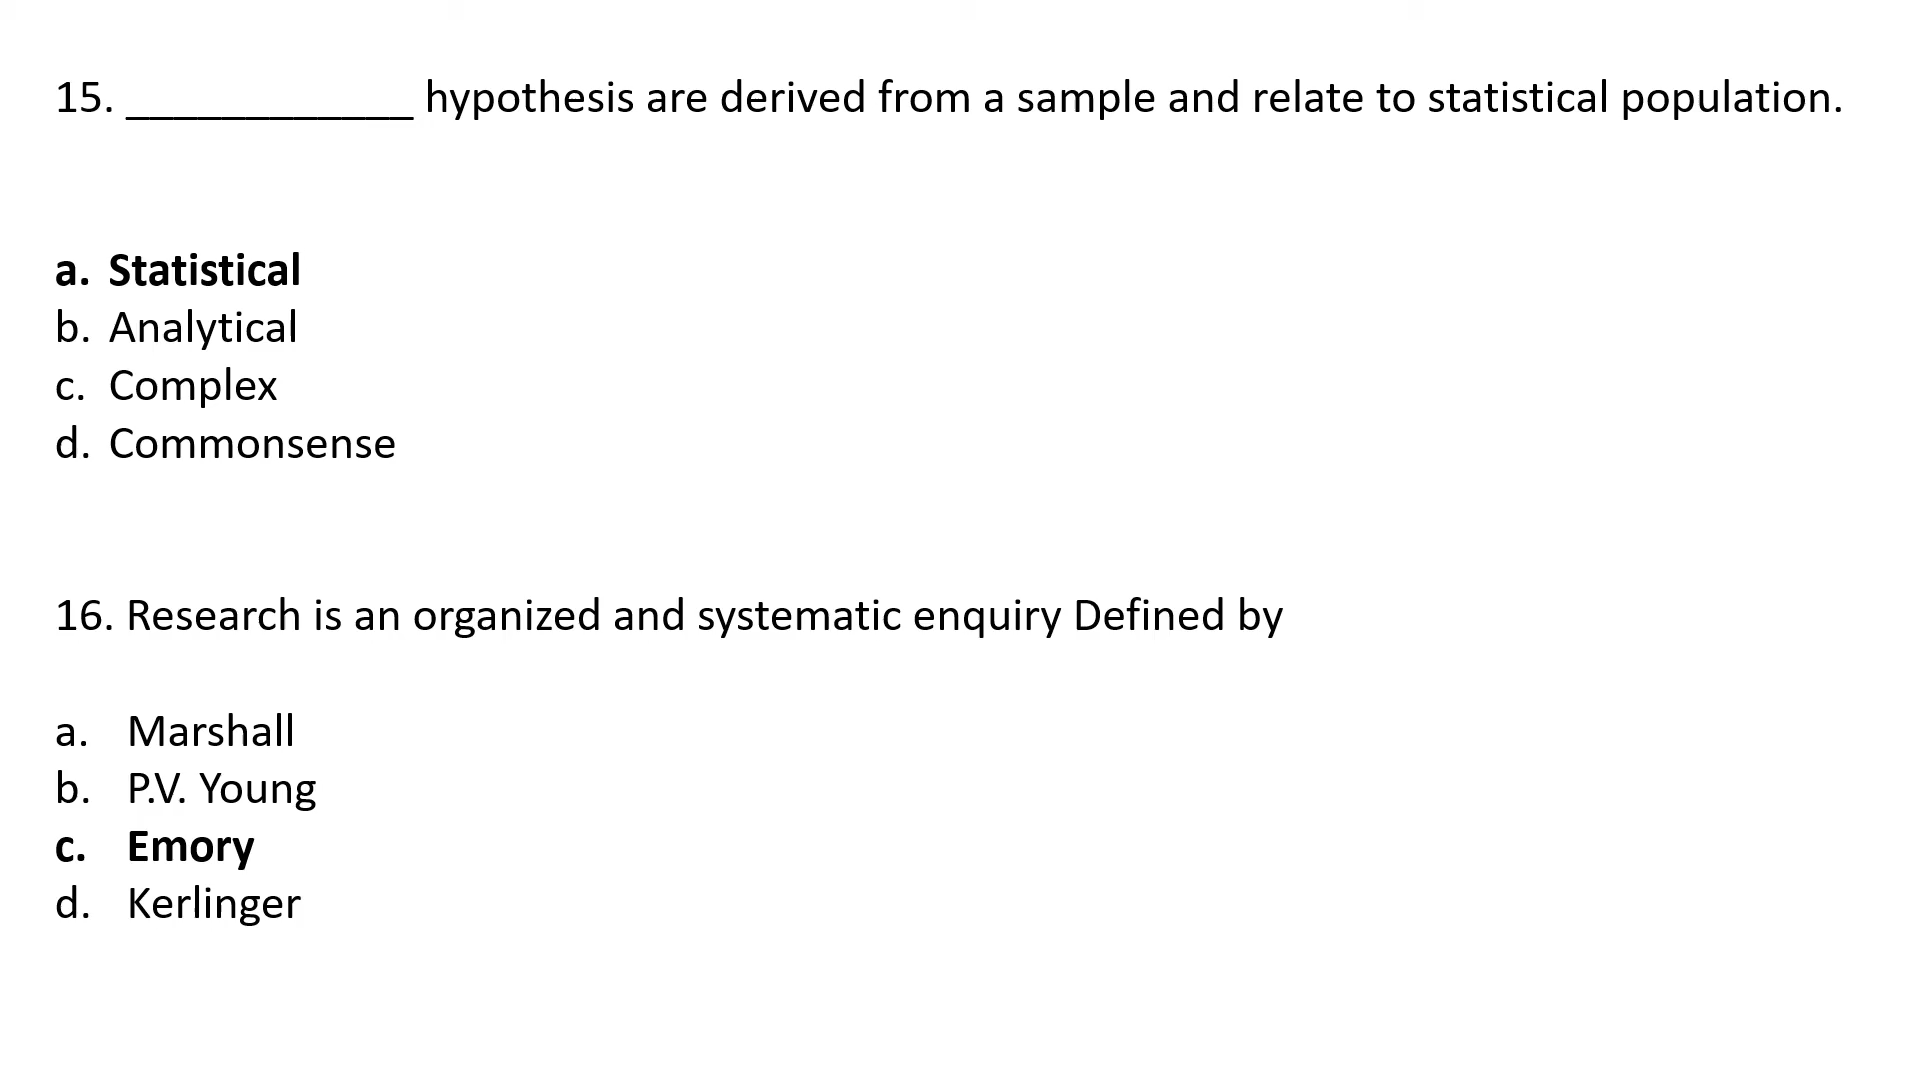 15. ____________ hypothesis are derived from a sample and relate to statistical population.
a. Statistical
b. Analytical
c. Complex
d. Commonsense
16. Research is an organized and systematic enquiry Defined by
a. Marshall
b. P.V. Young
c. Emory
d. Kerlinger